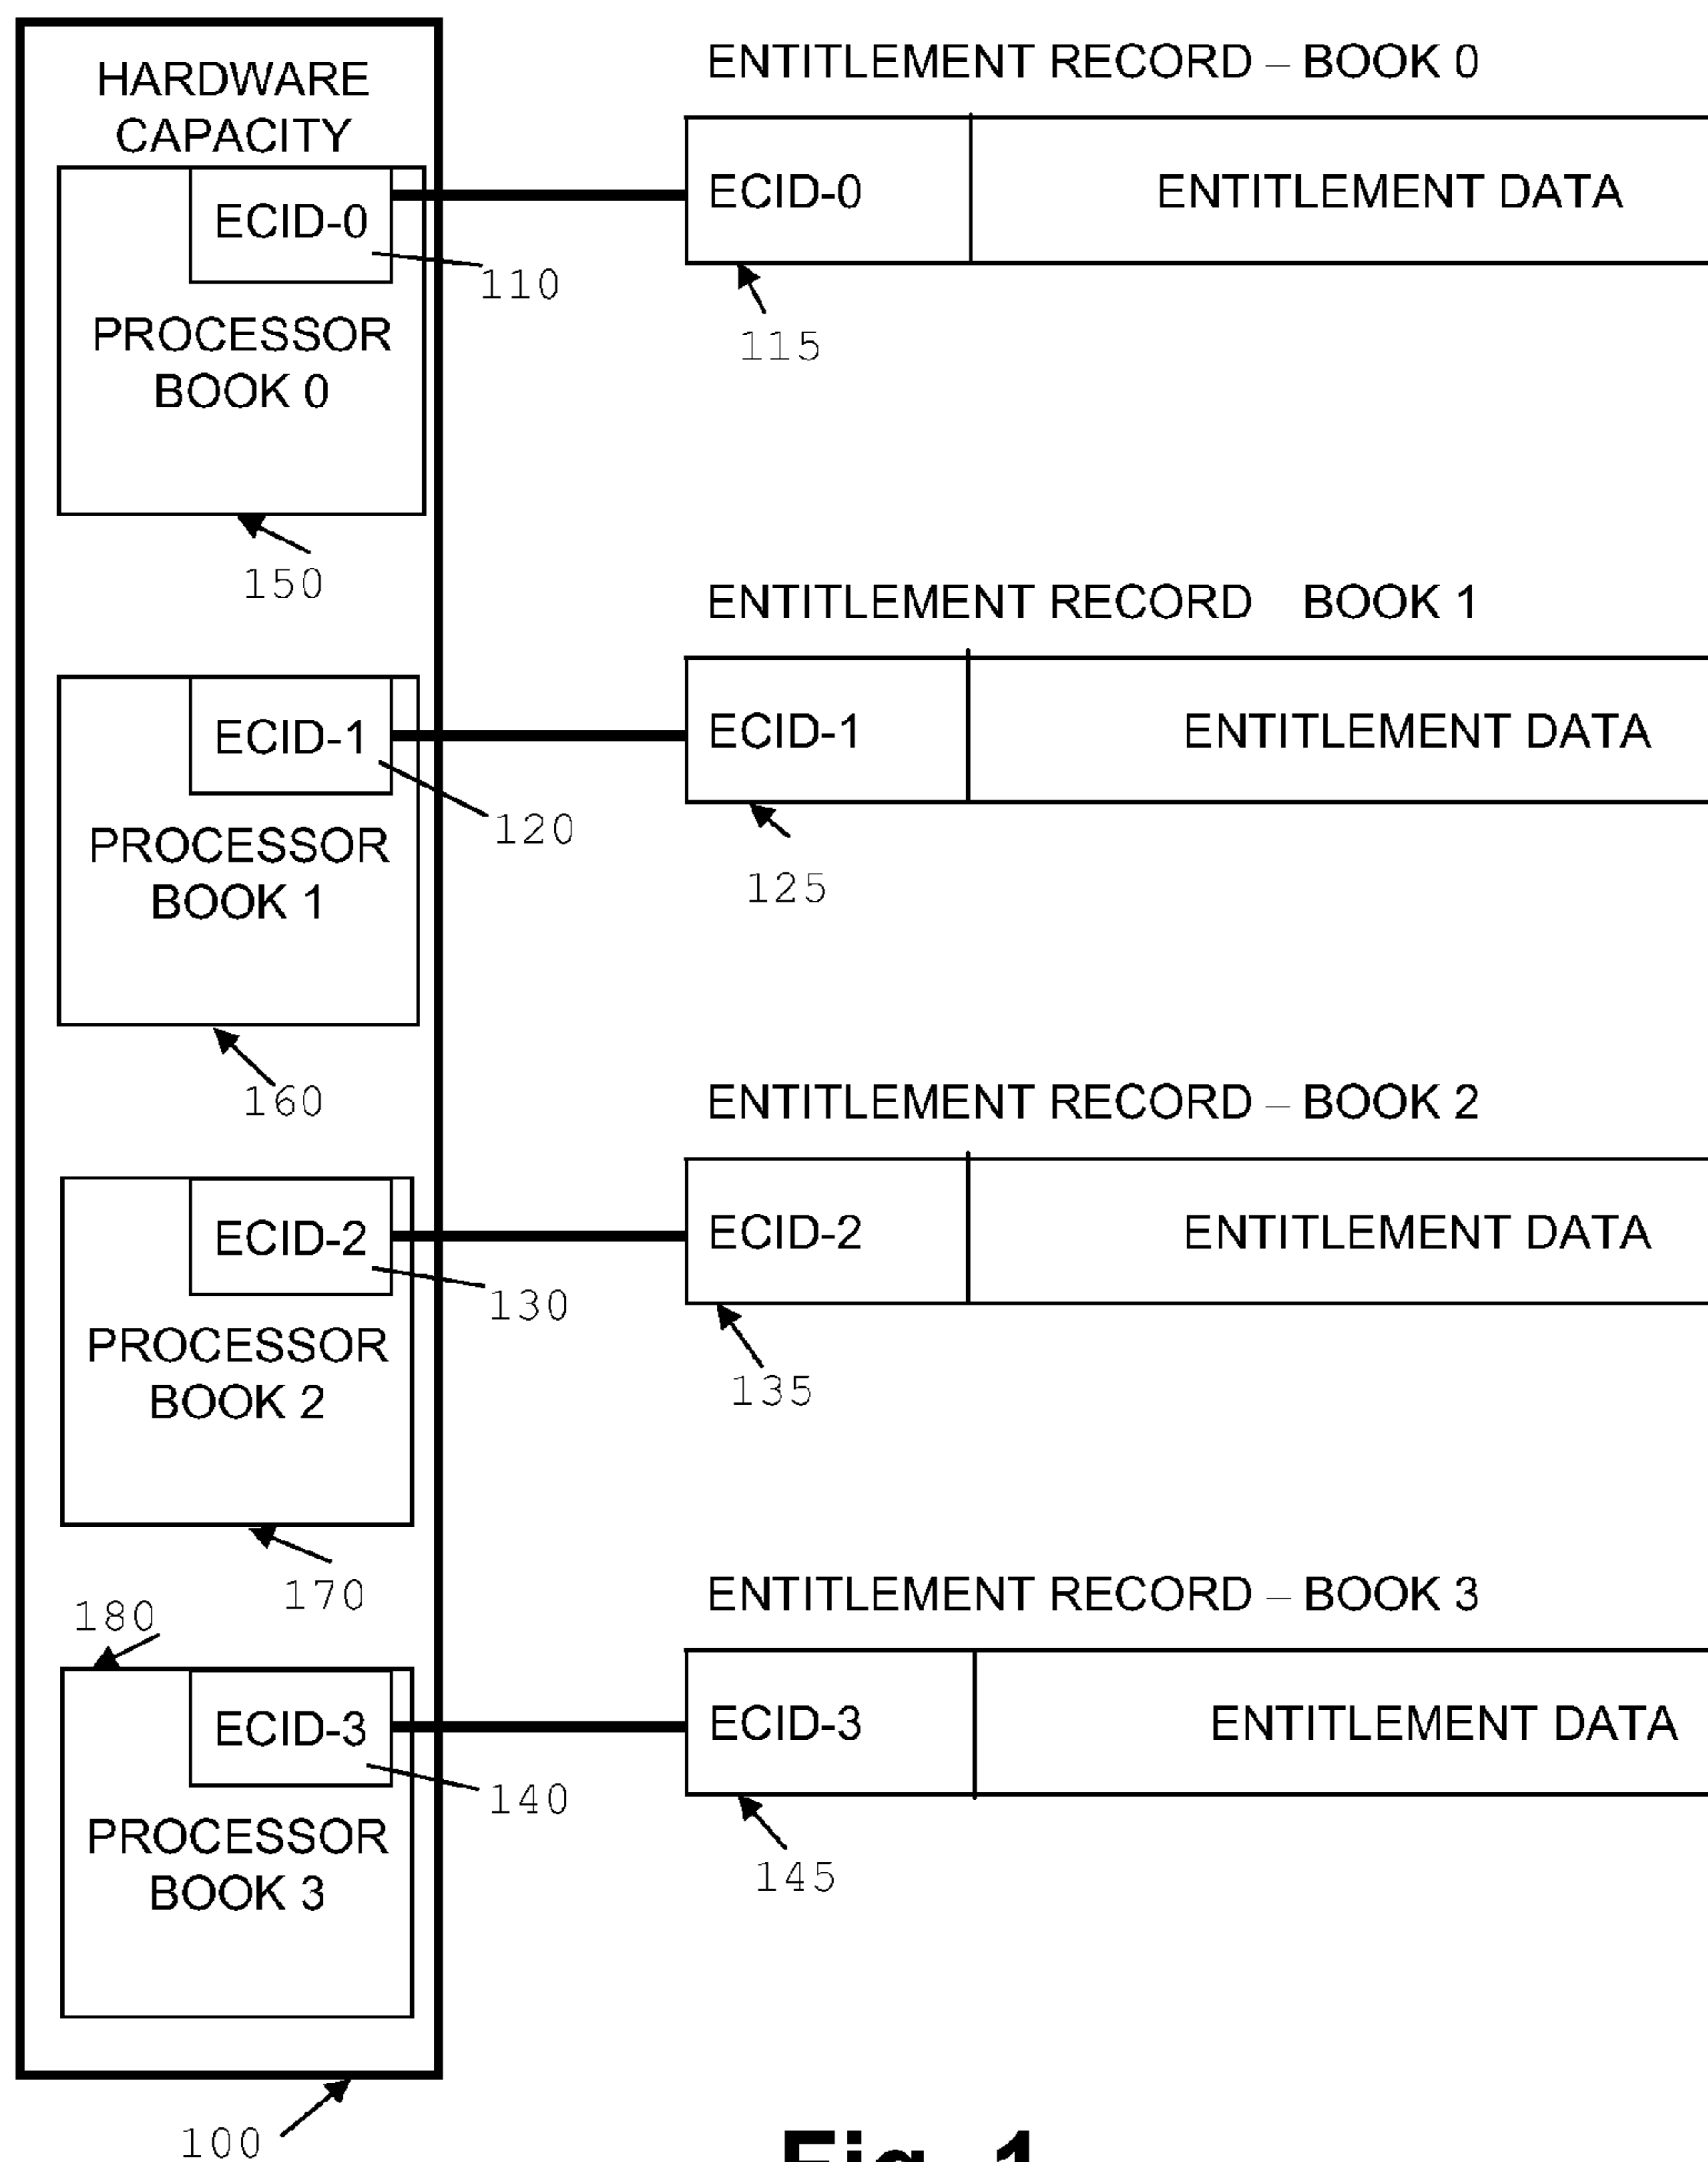 HARDWARE
CAPACITY
ECID-0
110
PROCESSOR
BOOK 0
150
ENTITLEMENT RECORD – BOOK 0
ECID-0 ENTITLEMENT DATA
115
ECID-1
120
PROCESSOR
BOOK 1
160
ENTITLEMENT RECORD BOOK 1
ECID-1 ENTITLEMENT DATA
125
ECID-2
130
PROCESSOR
BOOK 2
170
ENTITLEMENT RECORD – BOOK 2
ECID-2 ENTITLEMENT DATA
135
180
ECID-3
140
PROCESSOR
BOOK 3
ENTITLEMENT RECORD – BOOK 3
ECID-3 ENTITLEMENT DATA
145
100
Fig. 1